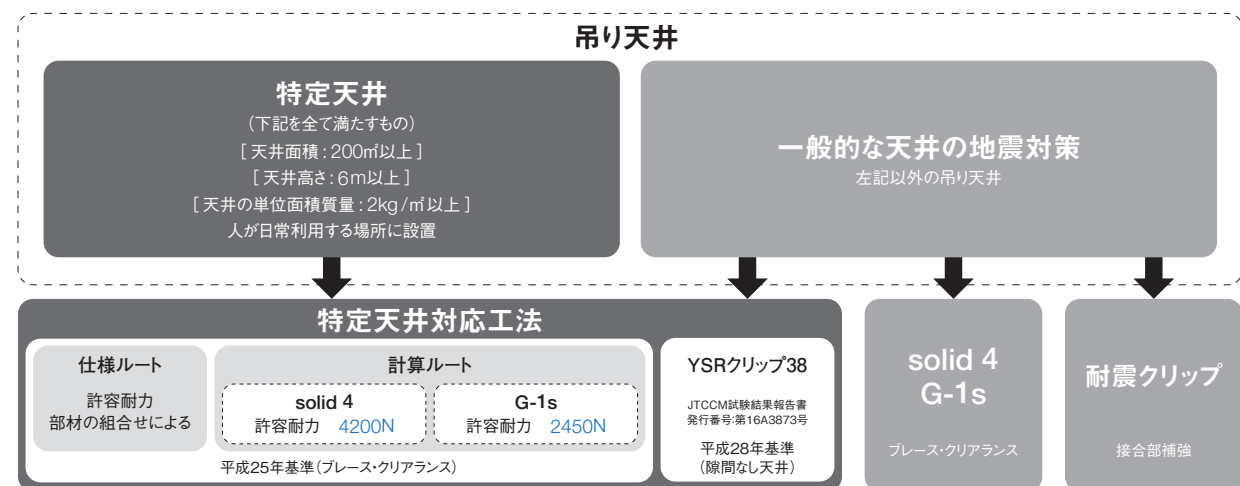 吊り天井
特定天井
（下記を全て満たすもの）
［天井面積：200㎡以上］
［天井高さ：6m以上］
［天井の単位面積質量：2kg/㎡以上］
人が日常利用する場所に設置
一般的な天井の地震対策
左記以外の吊り天井
特定天井対応工法
仕様ルート
許容耐力
部材の組合せによる
計算ルート
solid 4
許容耐力 4200N
G-1s
許容耐力 2450N
平成25年基準（ブレース・クリアランス）
YSRクリップ38
JTCCM試験結果報告書
発行番号:第16A3873号
平成28年基準
（隙間なし天井）
solid 4
G-1s
ブレース・クリアランス
耐震クリップ
接合部補強